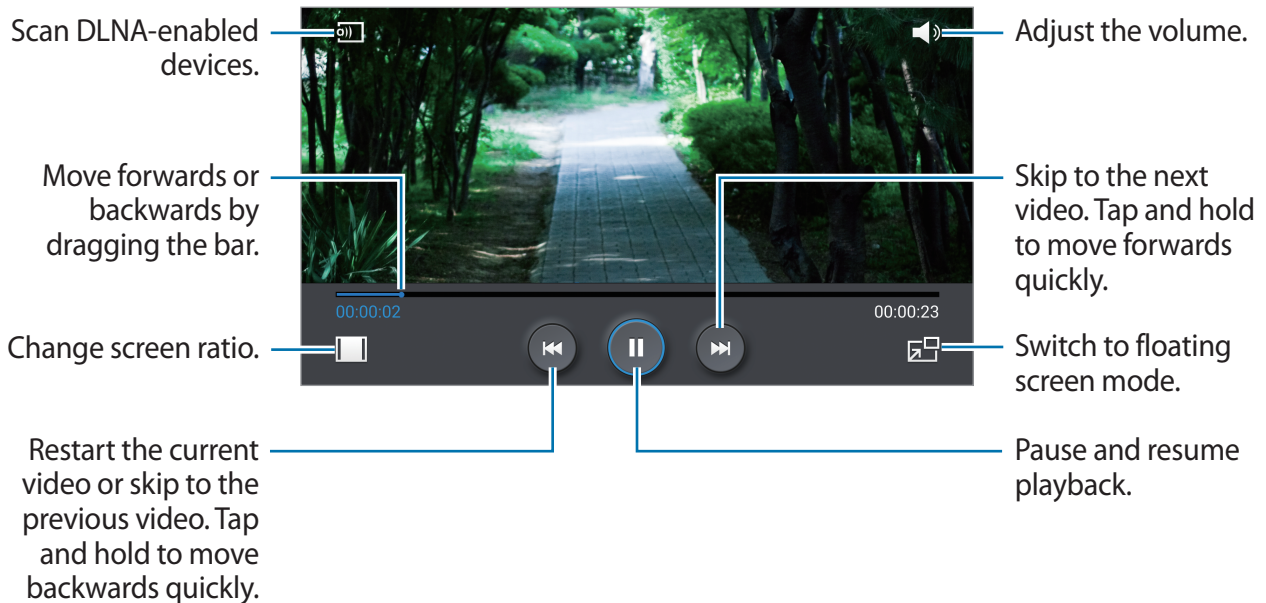 Scan DLNA-enabled
devices.
Adjust the volume.
Move forwards or
backwards by
dragging the bar.
Skip to the next
video. Tap and hold
to move forwards
quickly.
00:00:02
00:00:23
Change screen ratio.
Switch to floating
screen mode.
Restart the current
video or skip to the
previous video. Tap
and hold to move
backwards quickly.
Pause and resume
playback.